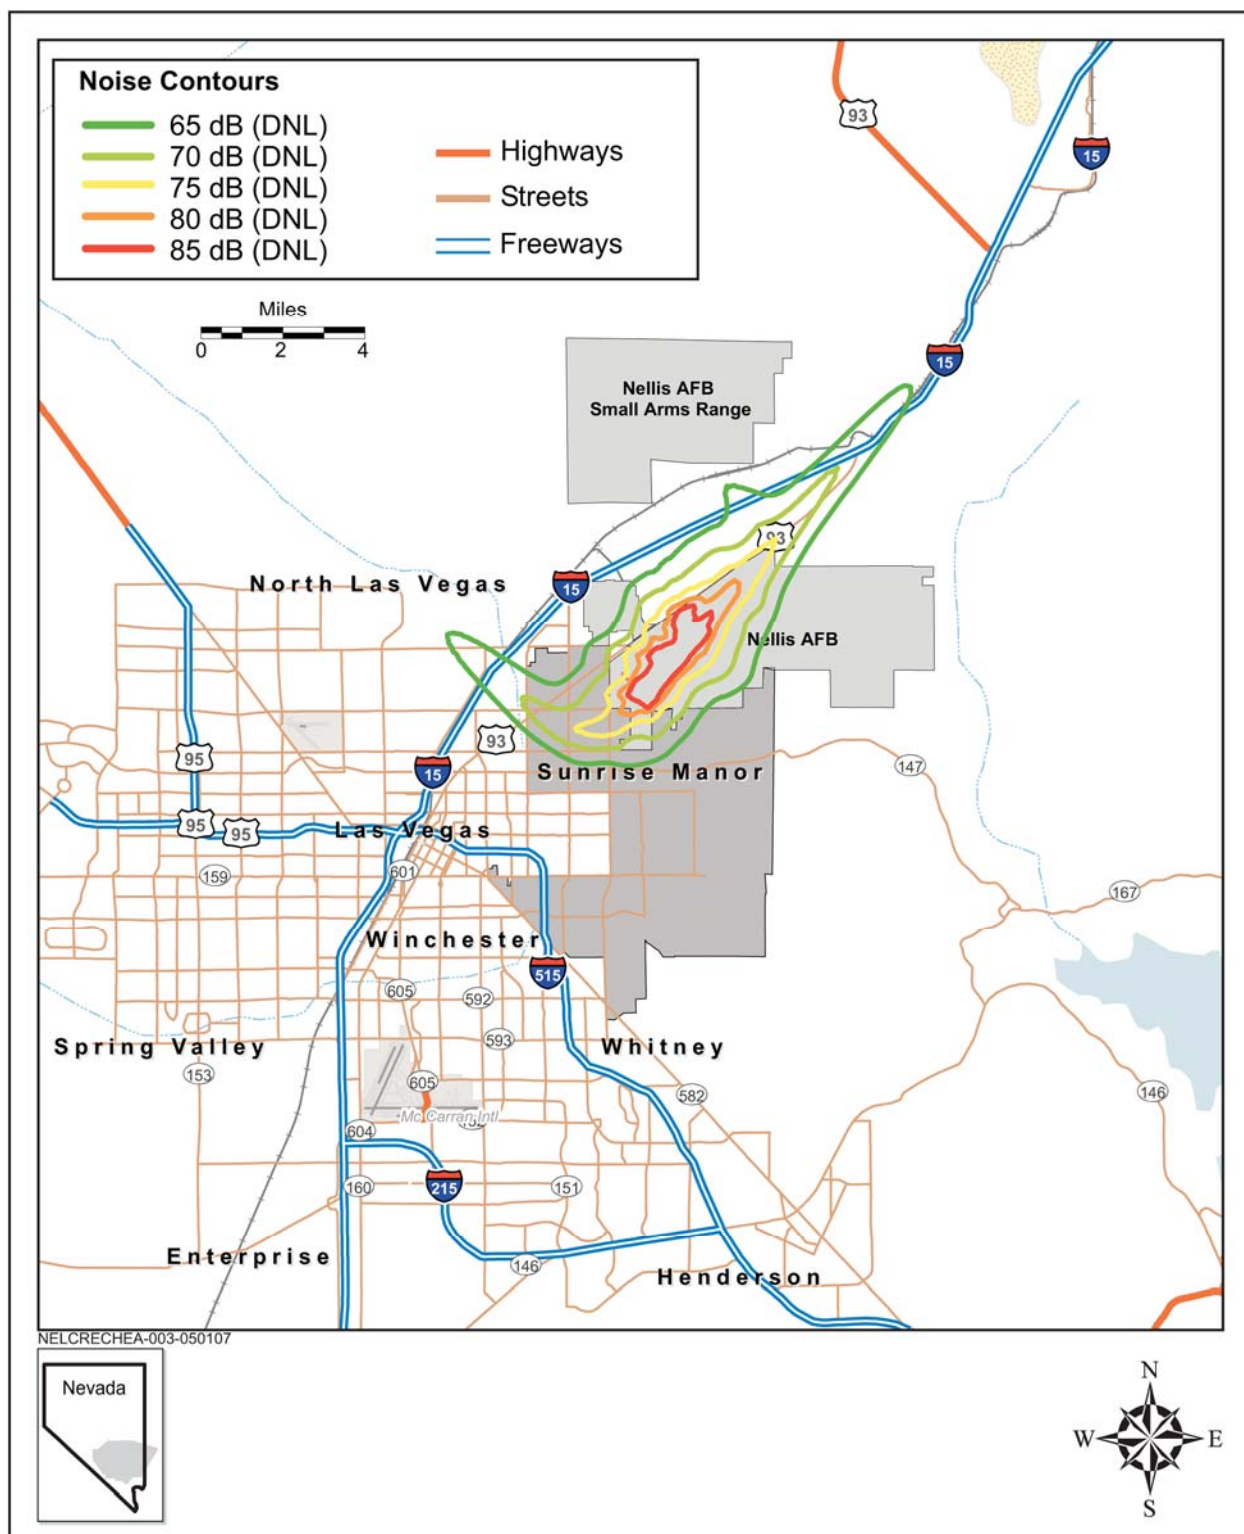 Noise Contours
65 dB (DNL)
70 dB (DNL)
75 dB (DNL)
80 dB (DNL)
85 dB (DNL)
Highways
Streets
Freeways
Miles
0 2 4
93
15
15
Nellis AFB
Small Arms Range
93
North Las Vegas
15
Nellis AFB
93
95
15
Sunrise Manor
147
95
95
Las Vegas
159
601
167
Winchester
515
605
592
593
Spring Valley
Whitney
153
605
582
146
Mc Carran Intl
604
160
215
151
Enterprise
146
Henderson
NELCRECHEA-003-050107
Nevada
N
W E
S